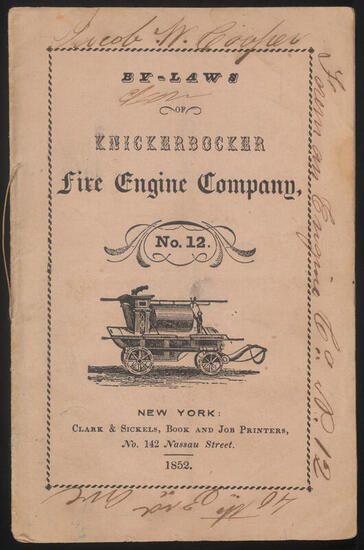 Jacob W. Cooper
BY-LAWS
OF
KNICKERBOCKER
Fire Engine Company,
No. 12.
NEW YORK:
CLARK & SICKELS, BOOK AND JOB PRINTERS,
No. 142 Nassau Street.
1852.
Foreman Engine Co. No. 12